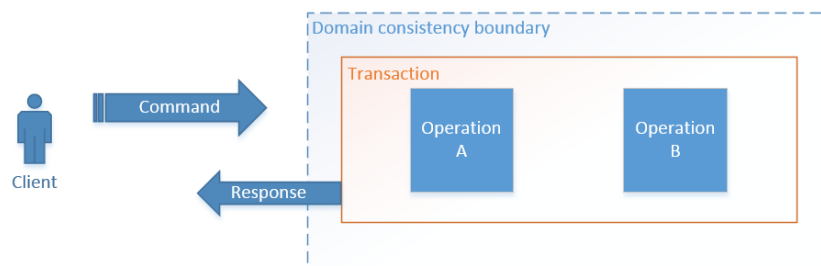 Domain consistency boundary
Transaction
Command
Operation
A
Operation
B
Client
Response